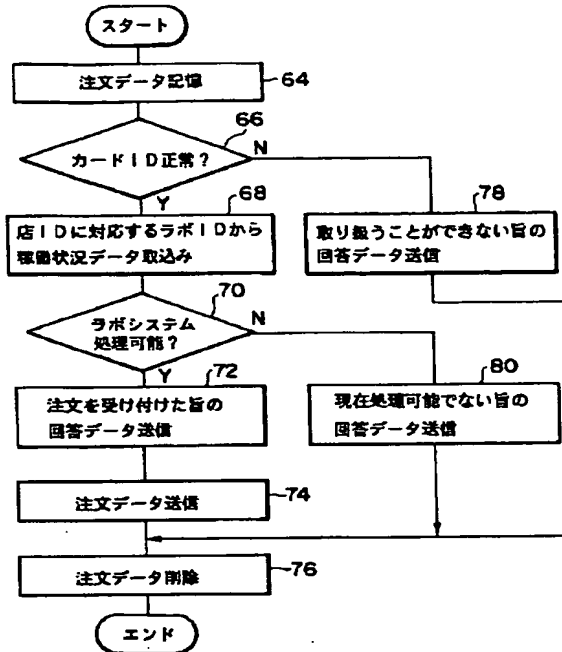 スタート
注文データ記憶
64
66
カードID正常?
N
Y
68
78
店IDに対応するラボIDから
稼働状況データ取込み
取り扱うことができない旨の
回答データ送信
70
ラボシステム
処理可能?
N
Y
72
80
注文を受け付けた旨の
回答データ送信
現在処理可能でない旨の
回答データ送信
注文データ送信
74
注文データ削除
76
エンド